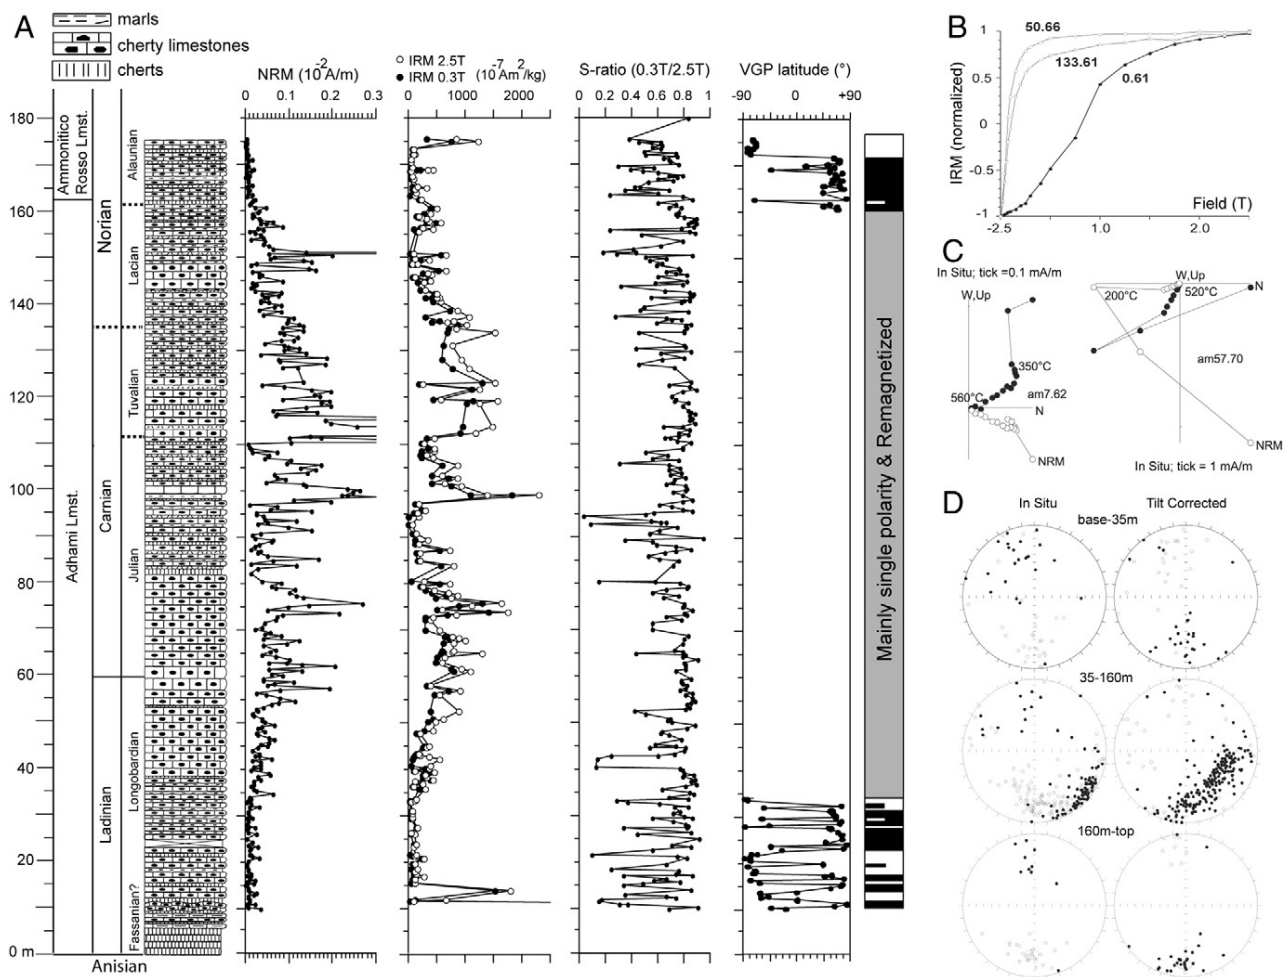 A
marls
cherty limestones
cherts
NRM (10⁻² A/m)
0 0.1 0.2 0.3
IRM 2.5T
IRM 0.3T (10⁻⁷ Am²/kg)
0 1000 2000
S-ratio (0.3T/2.5T)
0 0.2 0.4 0.6 0.8 1
VGP latitude (°)
-90 0 +90
180
160
140
120
100
80
60
40
30
20
0 m
Ammonitico
Rosso Lmst.
Adhami Lmst.
Norian
Carnian
Ladinian
Alaunian
Lacian
Tuvalian
Julian
Longobardian
Fassanian?
Anisian
Mainly single polarity & Remagnetized
B
IRM (normalized)
1
0.5
0
0.5
-1
-2.5 1.0 2.0
Field (T)
50.66
133.61
0.61
C
In Situ; tick =0.1 mA/m
W,Up
350°C
560°C
am7.62
N
NRM
W,Up
200°C
520°C
N
am57.70
NRM
In Situ; tick = 1 mA/m
D
In Situ Tilt Corrected
base-35m
35-160m
160m-top